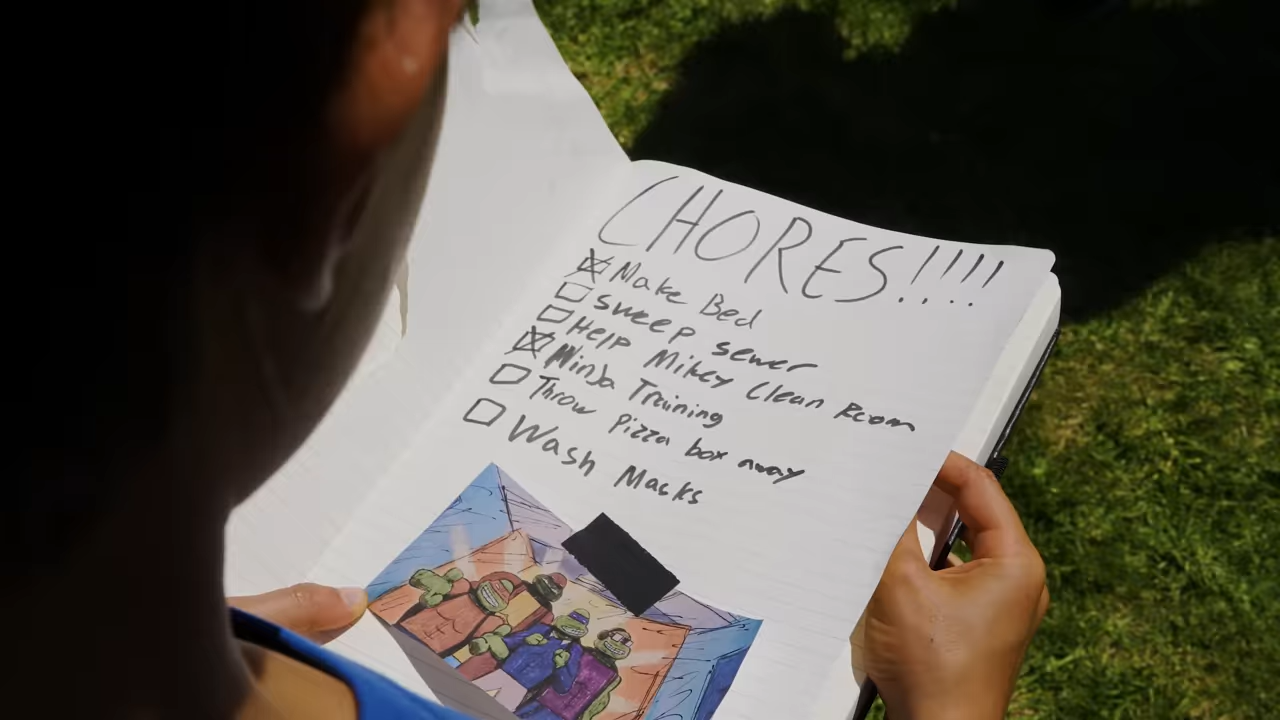 CHORES!!!!
Make Bed
Sweep sewer
Help Mikey Clean Room
Ninja Training
Throw Pizza box away
Wash Masks